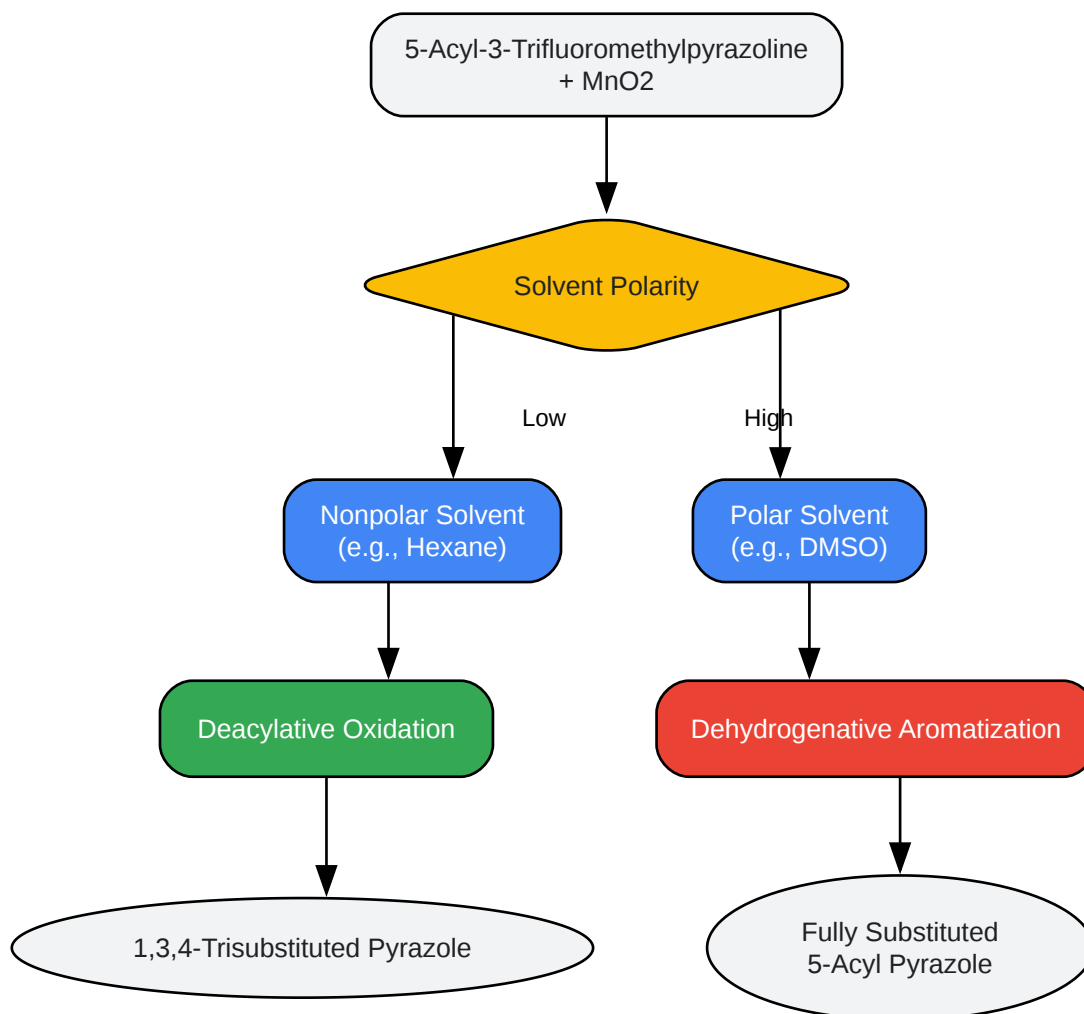 5-Acyl-3-Trifluoromethylpyrazoline
+ MnO2
Solvent Polarity
Low
High
Nonpolar Solvent
(e.g., Hexane)
Polar Solvent
(e.g., DMSO)
Deacylative Oxidation
Dehydrogenative Aromatization
1,3,4-Trisubstituted Pyrazole
Fully Substituted
5-Acyl Pyrazole